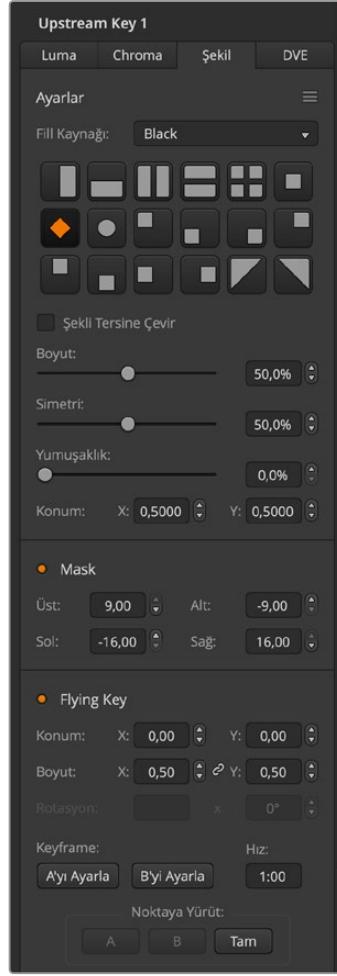 Upstream Key 1
Luma Chroma Şekil DVE
Ayarlar
Fill Kaynağı: Black
Şekli Tersine Çevir
Boyut:
50,0%
Simetri:
50,0%
Yumuşaklık:
0,0%
Konum: X: 0,5000 Y: 0,5000
Mask
Üst: 9,00 Alt: -9,00
Sol: -16,00 Sağ: 16,00
Flying Key
Konum: X: 0,00 Y: 0,00
Boyut: X: 0,50 Y: 0,50
Rotasyon: x 0°
Keyframe: Hız:
A'yı Ayarla B'yi Ayarla 1:00
Noktaya Yürüt:
A B Tam